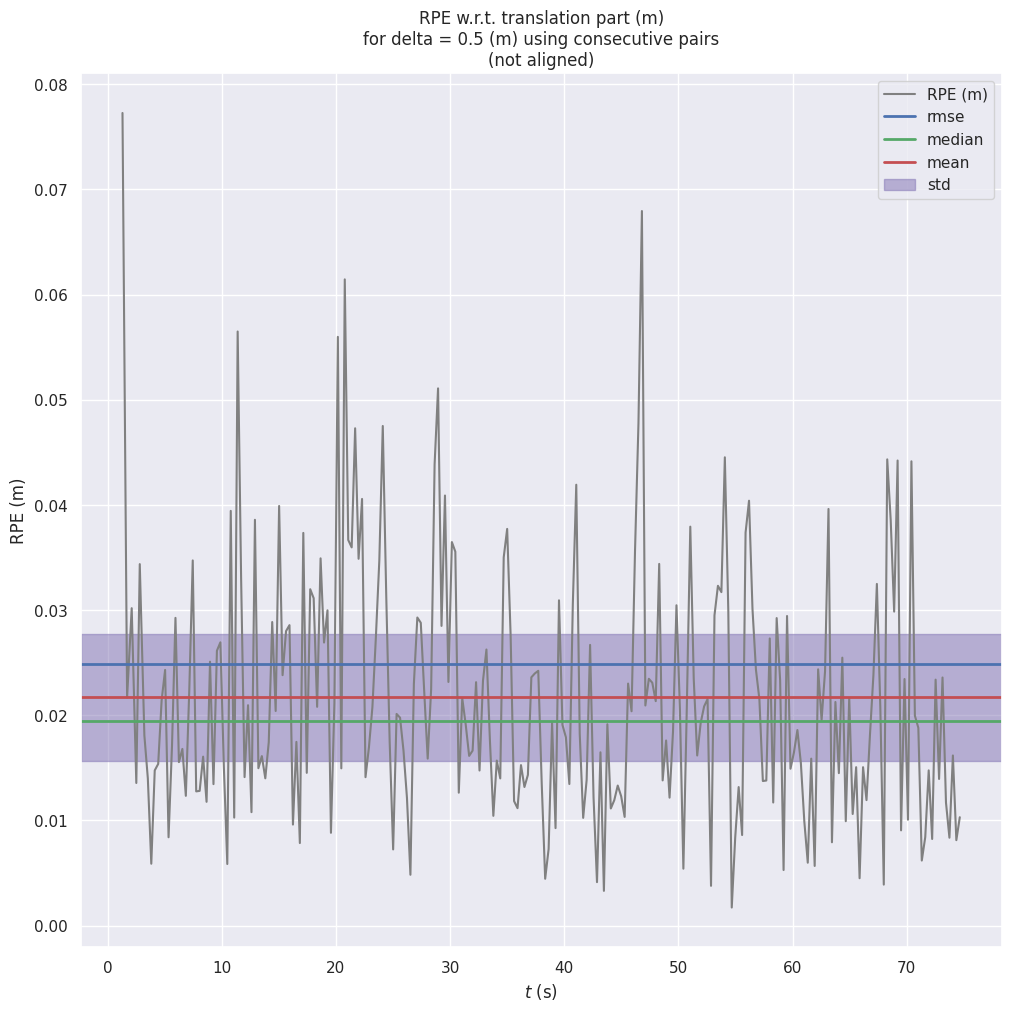 RPE w.r.t. translation part (m)
for delta = 0.5 (m) using consecutive pairs
(not aligned)
RPE (m)
rmse
median
mean
std
0.08
0.07
0.06
0.05
0.04
0.03
0.02
0.01
0.00
RPE (m)
0 10 20 30 40 50 60 70
t (s)